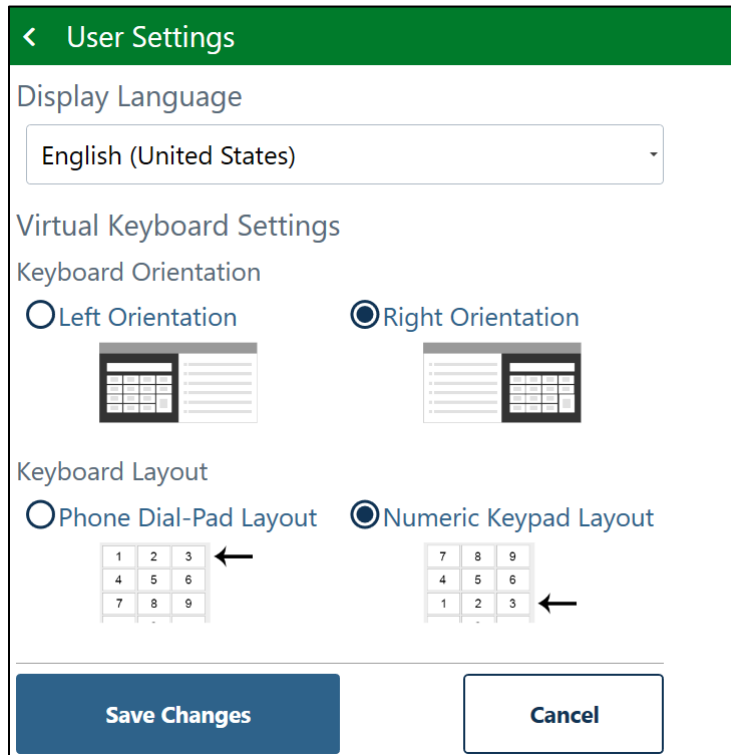 User Settings
Display Language
English (United States)
Virtual Keyboard Settings
Keyboard Orientation
Left Orientation
Right Orientation
Keyboard Layout
Phone Dial-Pad Layout
Numeric Keypad Layout
1 2 3
4 5 6
7 8 9
7 8 9
4 5 6
1 2 3
Save Changes
Cancel